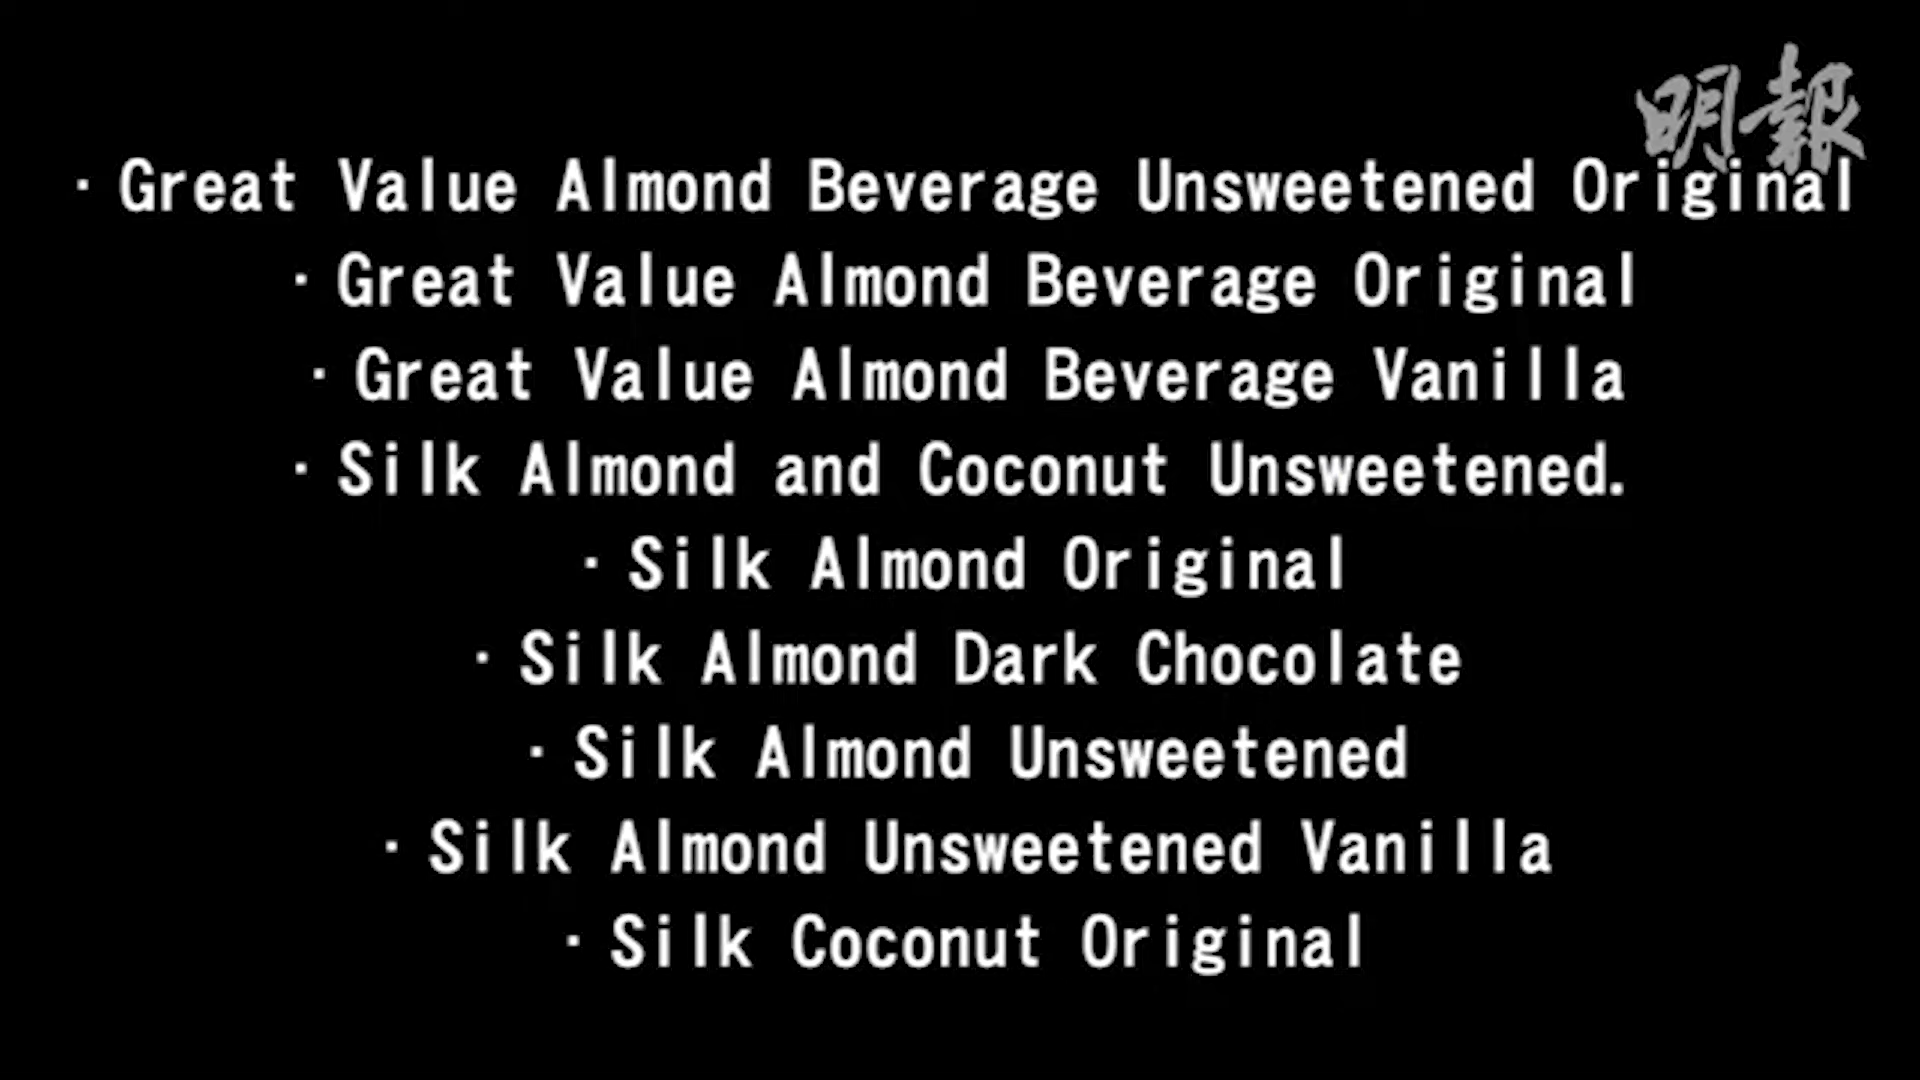 明報
·Great Value Almond Beverage Unsweetened Original
·Great Value Almond Beverage Original
·Great Value Almond Beverage Vanilla
·Silk Almond and Coconut Unsweetened.
·Silk Almond Original
·Silk Almond Dark Chocolate
·Silk Almond Unsweetened
·Silk Almond Unsweetened Vanilla
·Silk Coconut Original